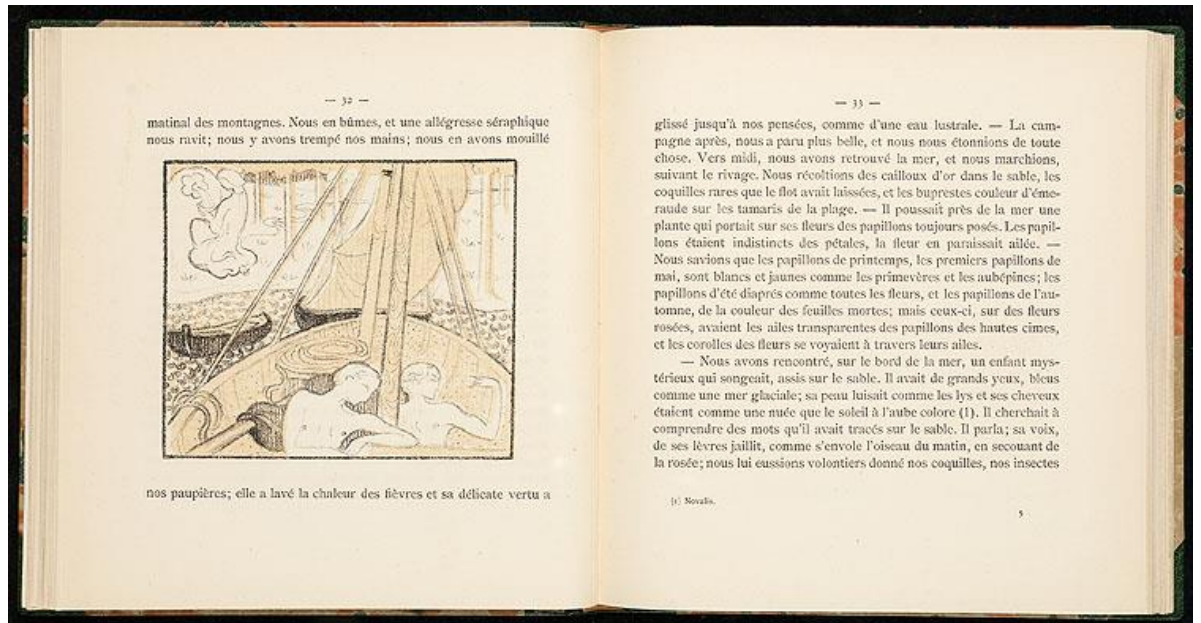 — 32 —
matinal des montagnes. Nous en bûmes, et une allégresse séraphique
nous ravit; nous y avons trempé nos mains; nous en avons mouillé
nos paupières; elle a lavé la chaleur des fièvres et sa délicate vertu a
— 33 —
glissé jusqu'à nos pensées, comme d'une eau lustrale. — La cam-
pagne après, nous a paru plus belle, et nous nous étonnions de toute
chose. Vers midi, nous avons retrouvé la mer, et nous marchions,
suivant le rivage. Nous récoltions des cailloux d'or dans le sable, les
coquilles rares que le flot avait laissées, et les buprestes couleur d'éme-
raude sur les tamaris de la plage. — Il poussait près de la mer une
plante qui portait sur ses fleurs des papillons toujours posés. Les papil-
lons étaient indistincts des pétales, la fleur en paraissait ailée. —
Nous savions que les papillons de printemps, les premiers papillons de
mai, sont blancs et jaunes comme les primevères et les aubépines; les
papillons d'été diaprés comme toutes les fleurs, et les papillons de l'au-
tomne, de la couleur des feuilles mortes; mais ceux-ci, sur des fleurs
rosées, avaient les ailes transparentes des papillons des hautes cimes,
et les corolles des fleurs se voyaient à travers leurs ailes.
— Nous avons rencontré, sur le bord de la mer, un enfant mys-
térieux qui songeait, assis sur le sable. Il avait de grands yeux, bleus
comme une mer glaciale; sa peau luisait comme les lys et ses cheveux
étaient comme une nuée que le soleil à l'aube colore (1). Il cherchait à
comprendre des mots qu'il avait tracés sur le sable. Il parla; sa voix,
de ses lèvres jaillit, comme s'envole l'oiseau du matin, en secouant de
la rosée; nous lui eussions volontiers donné nos coquilles, nos insectes
(1) Novalis.
5